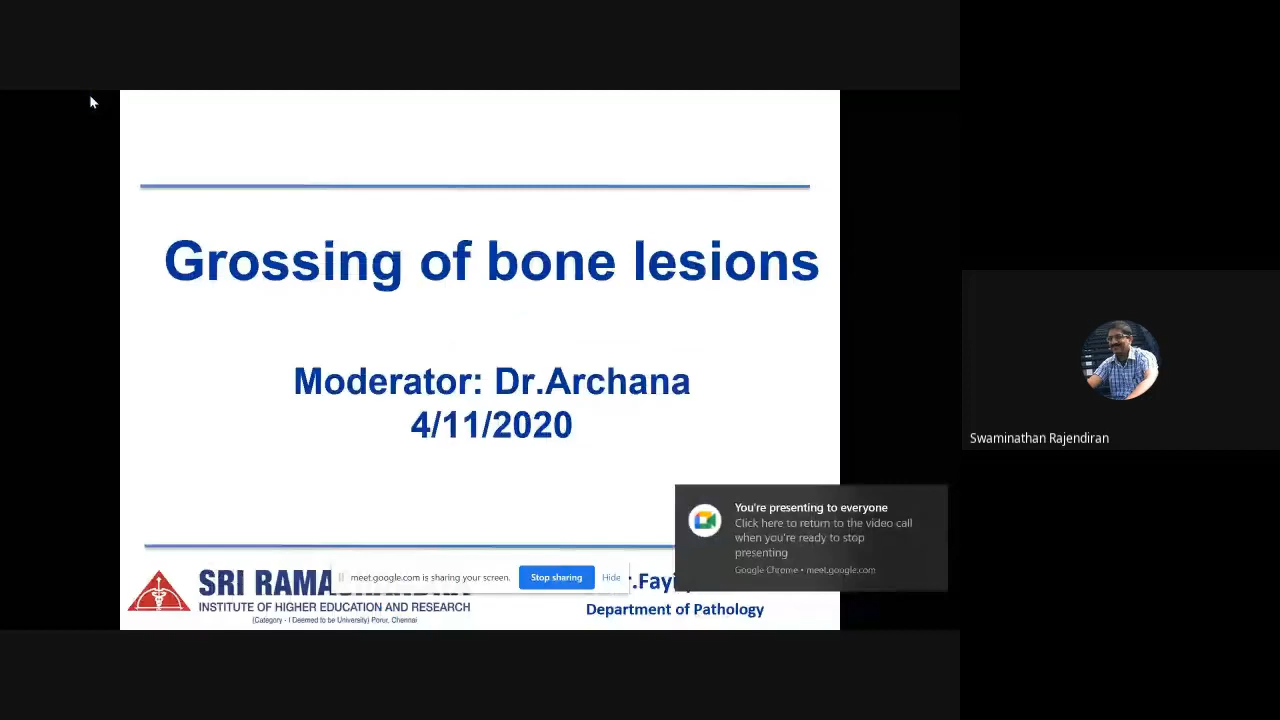 Grossing of bone lesions
Moderator: Dr.Archana
4/11/2020
Swaminathan Rajendiran
You're presenting to everyone
Click here to return to the video call
when you're ready to stop
presenting
Google Chrome • meet.google.com
meet.google.com is sharing your screen.
Stop sharing
Hide
SRI
INSTITUTE OF HIGHER EDUCATION AND RESEARCH
(Category - I Deemed to be University) Porur, Chennai
Department of Pathology